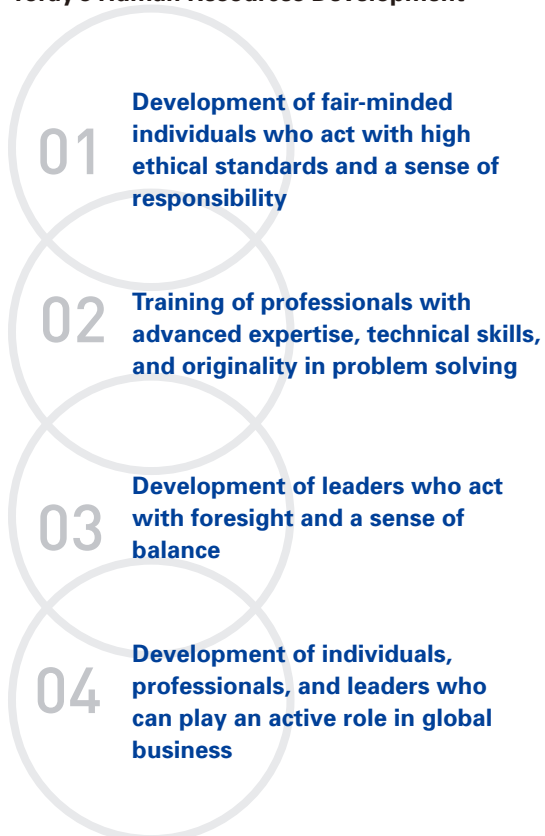 Human Resources Development
01
Development of fair-minded
individuals who act with high
ethical standards and a sense of
responsibility
02
Training of professionals with
advanced expertise, technical skills,
and originality in problem solving
03
Development of leaders who act
with foresight and a sense of
balance
04
Development of individuals,
professionals, and leaders who
can play an active role in global
business